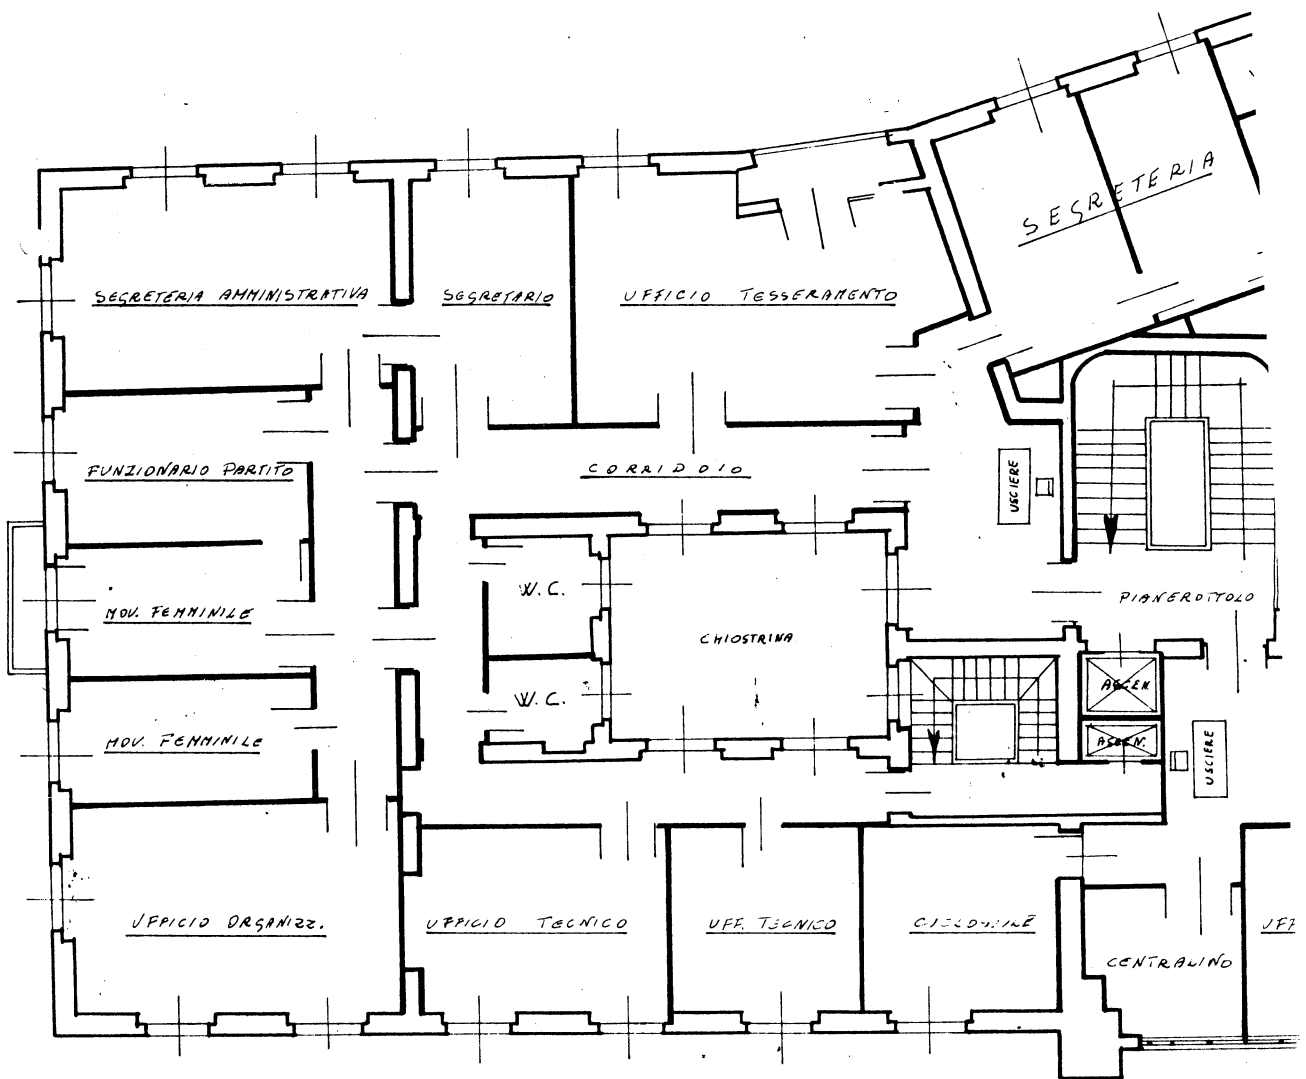 SEGRETERIA
SEGRETERIA AMMINISTRATIVA
SEGRETARIO
UFFICIO TESSERAMENTO
FUNZIONARIO PARTITO
CORRIDOIO
USCIERE
W.C.
MOV. FEMMINILE
CHIOSTRINA
PIANEROTTOLO
W.C.
ASCEN.
MOV. FEMMINILE
ASCEN.
USCIERE
UFFICIO ORGANIZZ.
UFFICIO TECNICO
UFF. TECNICO
UFF
CENTRALINO